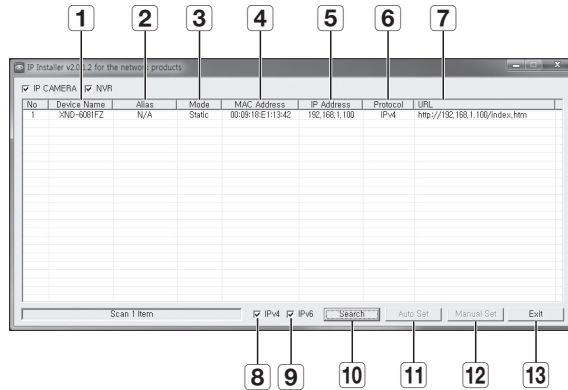 1 2 3 4 5 6 7
IP Installer v2.0.1.2 for the network products
IP CAMERA NVR
No Device Name Alias Mode MAC Address IP Address Protocol URL
1 XND-6081FZ N/A Static 00:09:18:E1:13:42 192,168,1,100 IPv4 http://192,168,1,100/index,htm
Scan 1 Item IPv4 IPv6 Search Auto Set Manual Set Exit
8 9 10 11 12 13